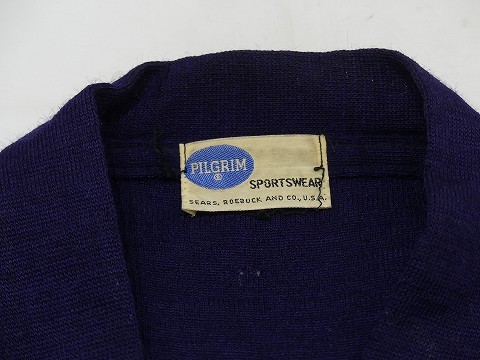 PILGRIM
®
SPORTSWEAR
SEARS, ROEBUCK AND CO., U.S.A.